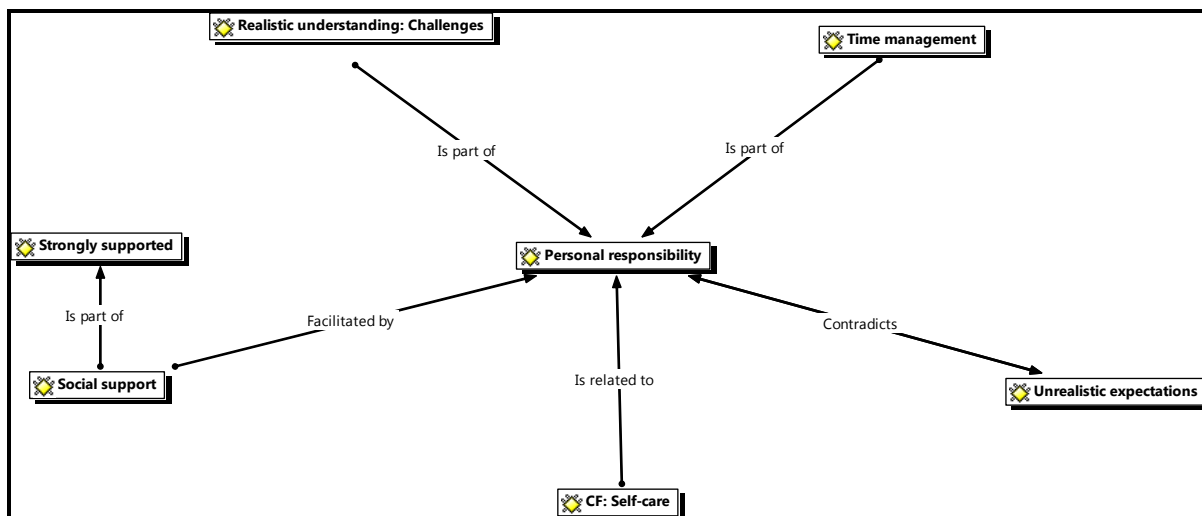 Realistic understanding: Challenges
Time management
Is part of
Is part of
Strongly supported
Personal responsibility
Is part of
Facilitated by
Contradicts
Social support
Is related to
Unrealistic expectations
CF: Self-care